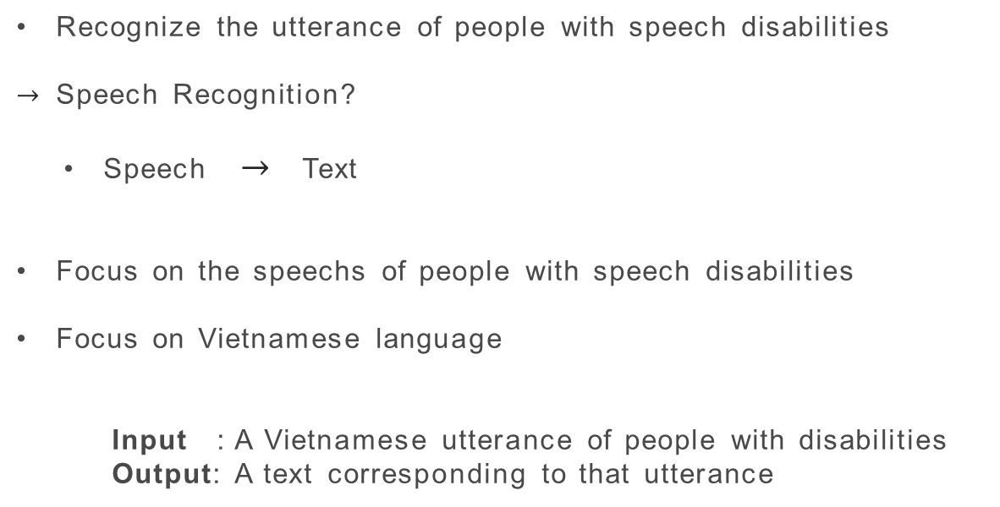 • Recognize the utterance of people with speech disabilities
→ Speech Recognition?
• Speech → Text
• Focus on the speechs of people with speech disabilities
• Focus on Vietnamese language
Input : A Vietnamese utterance of people with disabilities
Output: A text corresponding to that utterance